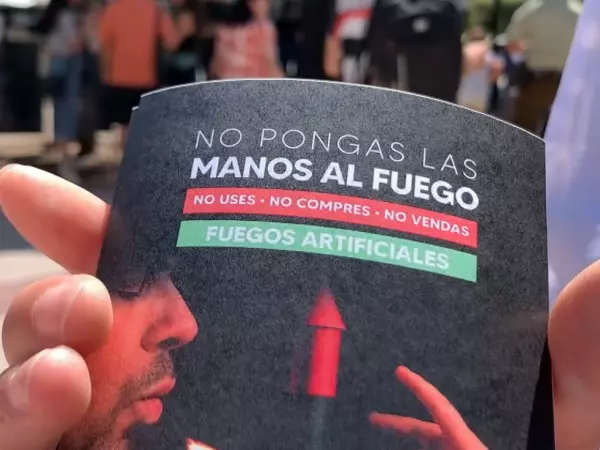 NO PONGAS LAS
MANOS AL FUEGO
NO USES · NO COMPRES · NO VENDAS
FUEGOS ARTIFICIALES